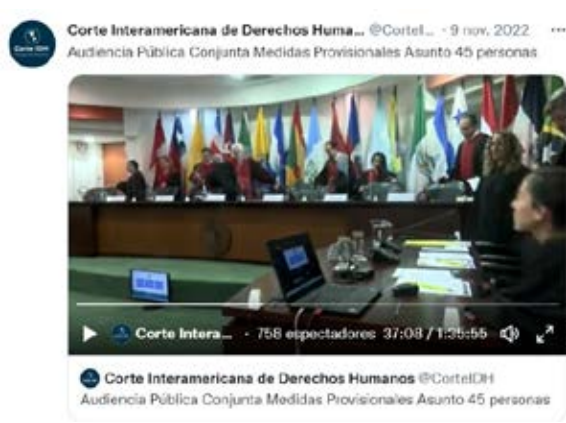 Corte Interamericana de Derechos Huma... @CorteI... · 9 nov. 2022 ···
Audiencia Pública Conjunta Medidas Provisionales Asunto 45 personas
Corte Intera... · 758 espectadores 37:08 / 1:35:55
Corte Interamericana de Derechos Humanos @CorteIDH
Audiencia Pública Conjunta Medidas Provisionales Asunto 45 personas